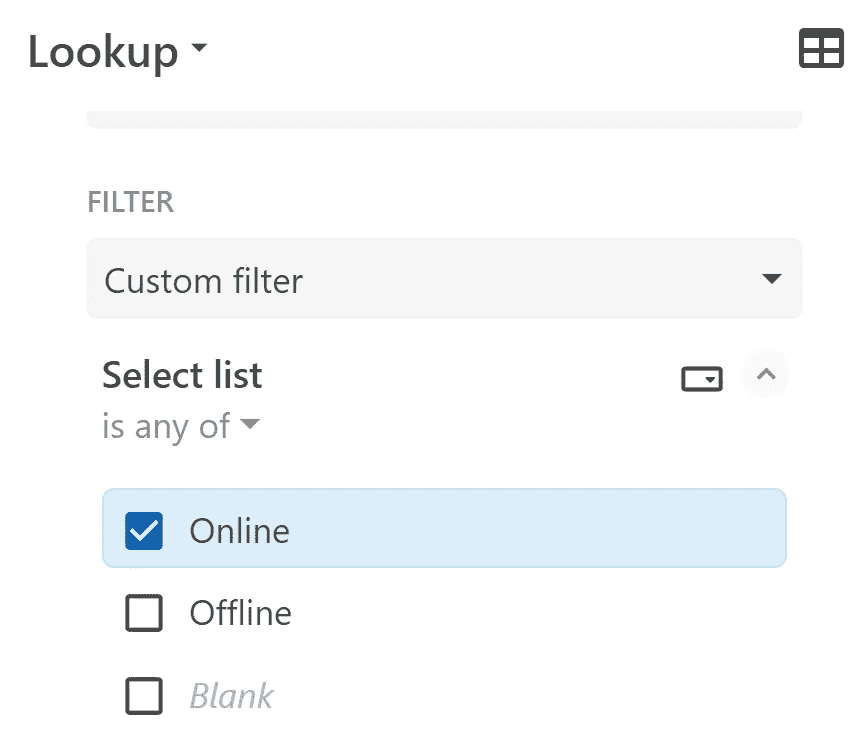 Lookup
FILTER
Custom filter
Select list
is any of
Online
Offline
Blank